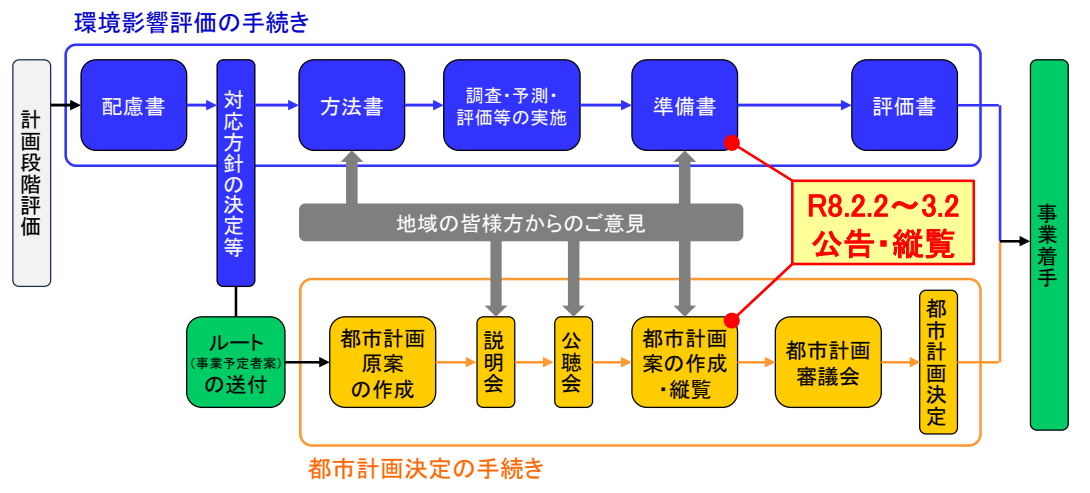 環境影響評価の手続き
計画段階評価
配慮書
対応方針の決定等
方法書
調査・予測・
評価等の実施
準備書
評価書
事業着手
地域の皆様方からのご意見
R8.2.2～3.2
公告・縦覧
ルート
(事業予定者案)
の送付
都市計画
原案
の作成
説明会
公聴会
都市計画
案の作成
・縦覧
都市計画
審議会
都市計画決定
都市計画決定の手続き